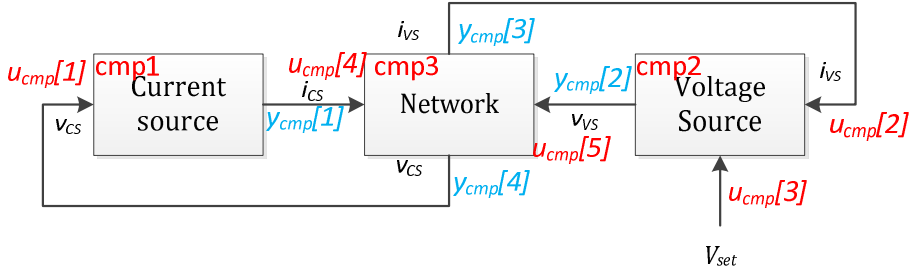 i_VS
y_cmp[3]
u_cmp[1]
cmp1
Current
source
v_CS
u_cmp[4]
i_CS
y_cmp[1]
cmp3
Network
v_CS
y_cmp[4]
y_cmp[2]
v_VS
u_cmp[5]
cmp2
Voltage
Source
i_VS
u_cmp[2]
u_cmp[3]
V_set